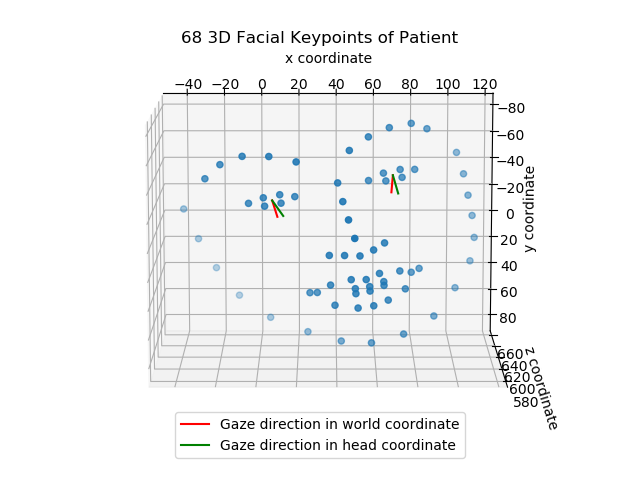 68 3D Facial Keypoints of Patient
x coordinate
−40 −20 0 20 40 60 80 100 120
−80
−60
−40
−20
0
20
40
60
80
y coordinate
660
640
620
600
580
z coordinate
Gaze direction in world coordinate
Gaze direction in head coordinate